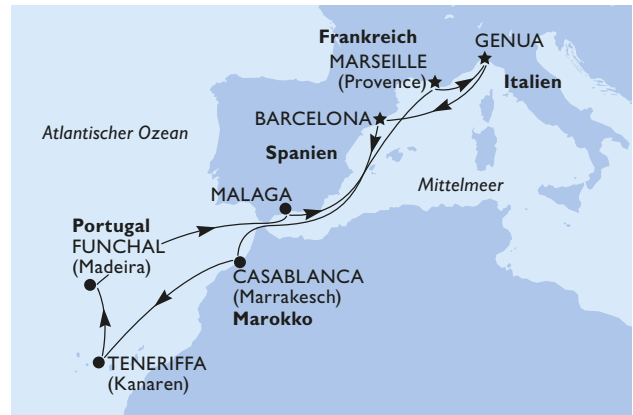 Frankreich
MARSEILLE
(Provence)
GENUA
Italien
BARCELONA
Atlantischer Ozean
Spanien
Mittelmeer
MALAGA
Portugal
FUNCHAL
(Madeira)
CASABLANCA
(Marrakesch)
Marokko
TENERIFFA
(Kanaren)